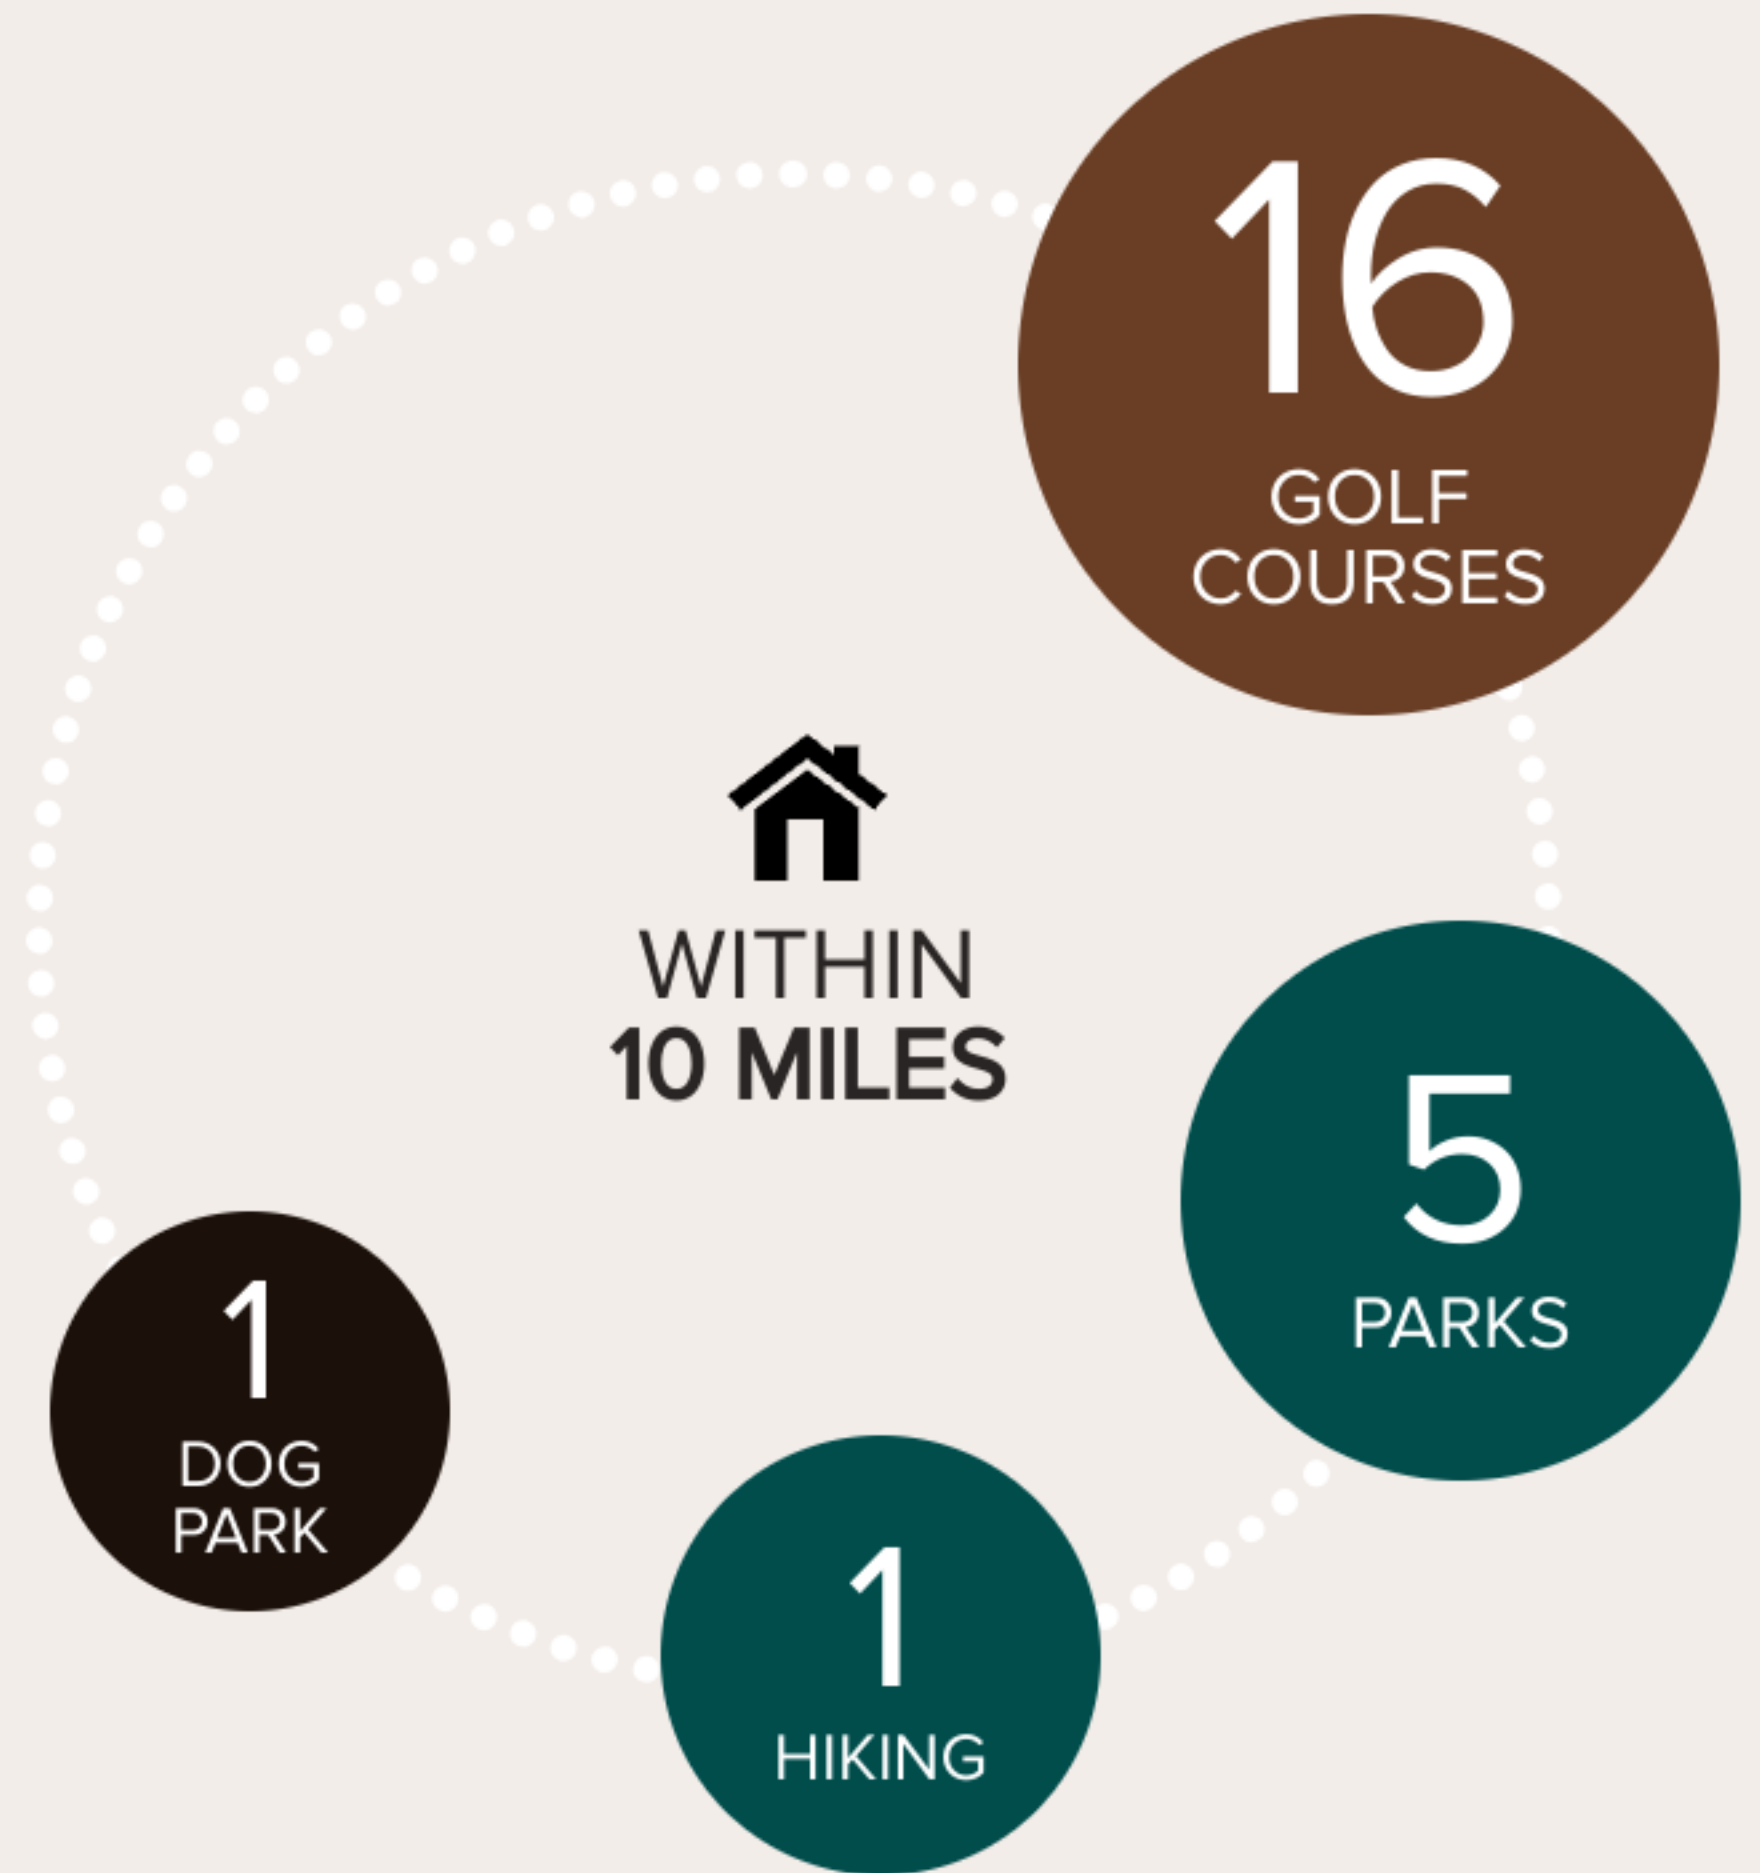 16
GOLF
COURSES
WITHIN
10 MILES
5
PARKS
1
DOG
PARK
1
HIKING